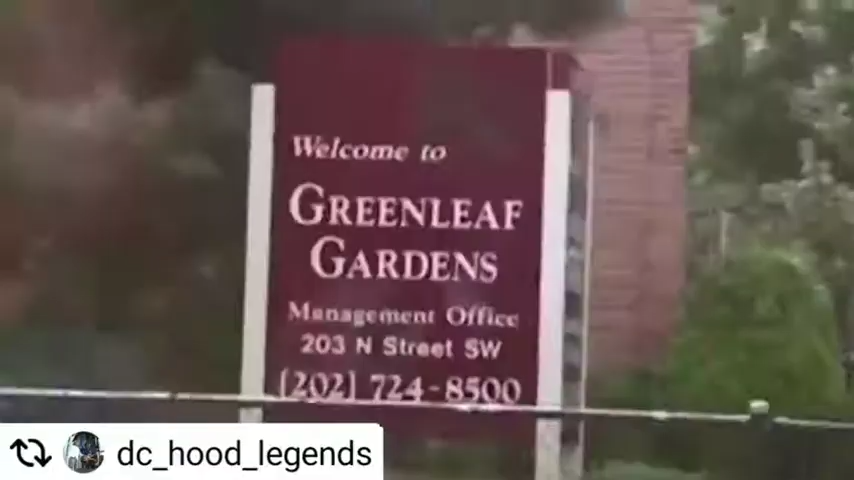 Welcome to
GREENLEAF
GARDENS
Management Office
203 N Street SW
(202) 724-8500
dc_hood_legends